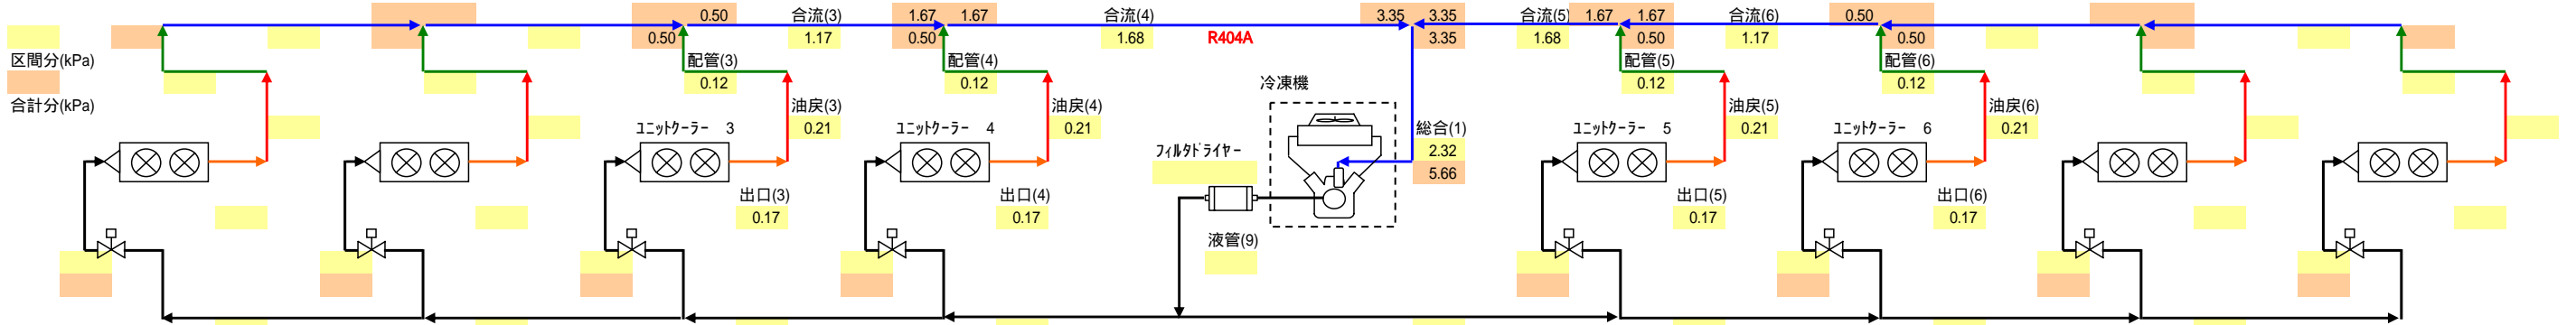 0.50
合流(3)
1.67
1.67
合流(4)
3.35
3.35
合流(5)
1.67
1.67
合流(6)
0.50
0.50
1.17
0.50
1.68
R404A
3.35
1.68
0.50
1.17
0.50
区間分(kPa)
配管(3)
配管(4)
配管(5)
配管(6)
0.12
0.12
冷凍機
0.12
0.12
合計分(kPa)
油戻(3)
油戻(4)
油戻(5)
油戻(6)
ﾕﾆｯﾄｸｰﾗｰ 3
0.21
ﾕﾆｯﾄｸｰﾗｰ 4
0.21
総合(1)
ﾕﾆｯﾄｸｰﾗｰ 5
0.21
ﾕﾆｯﾄｸｰﾗｰ 6
0.21
ﾌｨﾙﾀﾄﾞﾗｲﾔｰ
2.32
5.66
出口(3)
出口(4)
出口(5)
出口(6)
0.17
0.17
0.17
0.17
液管(9)